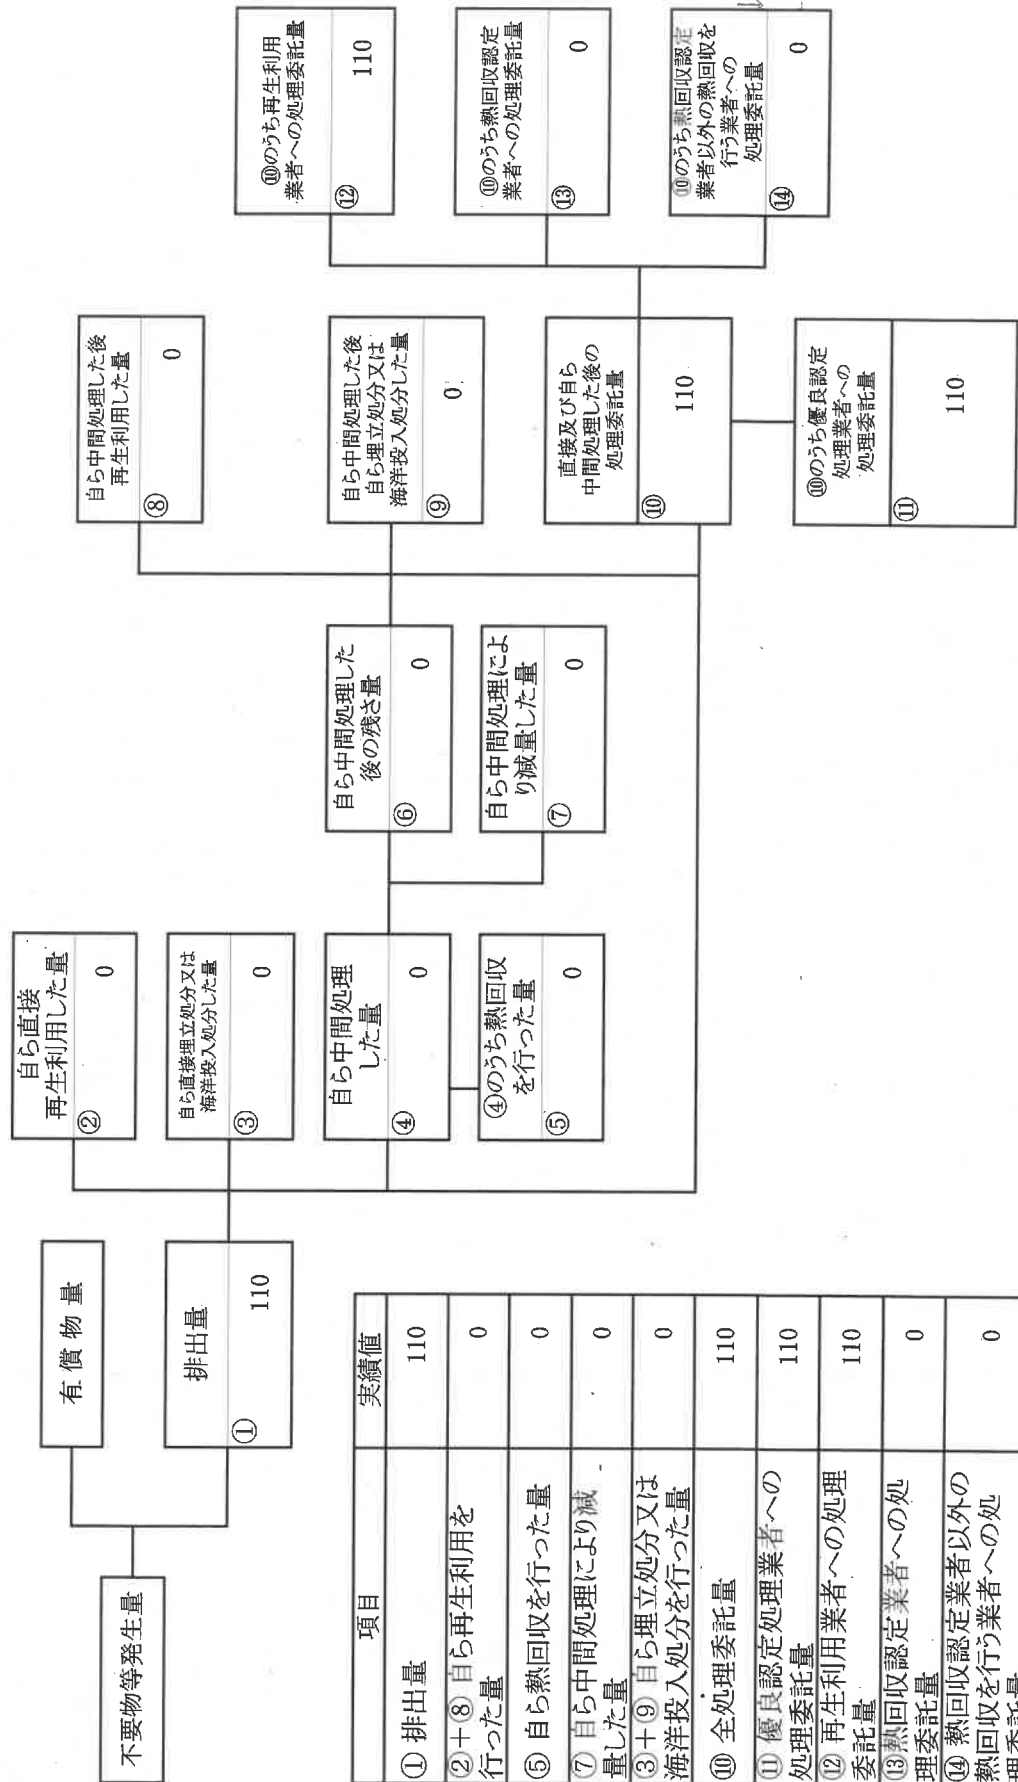 不要物等発生量
有償物量
排出量
① 110
自ら直接
再生利用した量
② 0
自ら直接埋立処分又は
海洋投入処分した量
③ 0
自ら中間処理
した量
④ 0
④のうち熱回収
を行った量
⑤ 0
自ら中間処理した
後の残さ量
⑥ 0
自ら中間処理によ
り減量した量
⑦ 0
自ら中間処理した後
再生利用した量
⑧ 0
自ら中間処理した後
自ら埋立処分又は
海洋投入処分した量
⑨ 0
直接及び自ら
中間処理した後の
処理委託量
⑩ 110
⑩のうち優良認定
処理業者への
処理委託量
⑪ 110
⑩のうち再生利用
業者への処理委託量
⑫ 110
⑩のうち熱回収認定
業者への処理委託量
⑬ 0
⑩のうち熱回収認定
業者以外の熱回収を
行う業者への
処理委託量
⑭ 0
項目 実績値
① 排出量 110
②+⑧ 自ら再生利用を
行った量 0
⑤ 自ら熱回収を行った量 0
⑦ 自ら中間処理により減
量した量 0
③+⑨ 自ら埋立処分又は
海洋投入処分を行った量 0
⑩ 全処理委託量 110
⑪ 優良認定処理業者への
処理委託量 110
⑫ 再生利用業者への処理
委託量 110
⑬熱回収認定業者への処
理委託量 0
⑭ 熱回収認定業者以外の
熱回収を行う業者への処
理委託量 0